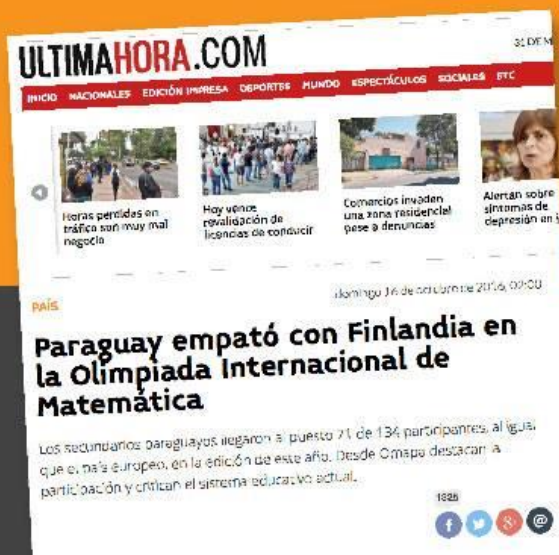 ULTIMAHORA.COM
31 DE M
INICIO NACIONALES EDICIÓN IMPRESA DEPORTES MUNDO ESPECTÁCULOS SOCIALES ETC
Horas perdidas en
tráfico son muy mal
negocio
Hoy vence
revalidación de
licencias de conducir
Comercios invaden
una zona residencial
pese a denuncias
Alertan sobre
síntomas de
depresión en
PAÍS
domingo 16 de octubre de 2016, 02:00
Paraguay empató con Finlandia en
la Olimpiada Internacional de
Matemática
Los secundarios paraguayos llegaron al puesto 71 de 134 participantes, al igual
que el país europeo, en la edición de este año. Desde Omapa destacan la
participación y critican el sistema educativo actual.
1826